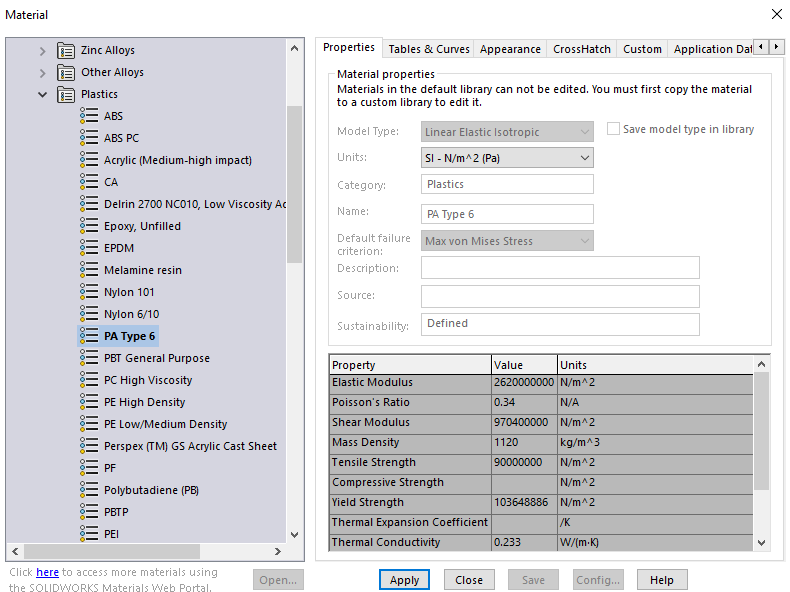 Material
Zinc Alloys
Other Alloys
Plastics
ABS
ABS PC
Acrylic (Medium-high impact)
CA
Delrin 2700 NC010, Low Viscosity Ac
Epoxy, Unfilled
EPDM
Melamine resin
Nylon 101
Nylon 6/10
PA Type 6
PBT General Purpose
PC High Viscosity
PE High Density
PE Low/Medium Density
Perspex (TM) GS Acrylic Cast Sheet
PF
Polybutadiene (PB)
PBTP
PEI
Click here to access more materials using
the SOLIDWORKS Materials Web Portal.
Open...
Properties Tables & Curves Appearance CrossHatch Custom Application Dat
Material properties
Materials in the default library can not be edited. You must first copy the material
to a custom library to edit it.
Model Type: Linear Elastic Isotropic Save model type in library
Units: SI - N/m^2 (Pa)
Category: Plastics
Name: PA Type 6
Default failure
criterion: Max von Mises Stress
Description:
Source:
Sustainability: Defined
Property Value Units
Elastic Modulus 2620000000 N/m^2
Poisson's Ratio 0.34 N/A
Shear Modulus 970400000 N/m^2
Mass Density 1120 kg/m^3
Tensile Strength 90000000 N/m^2
Compressive Strength N/m^2
Yield Strength 103648886 N/m^2
Thermal Expansion Coefficient /K
Thermal Conductivity 0.233 W/(m·K)
Apply Close Save Config... Help